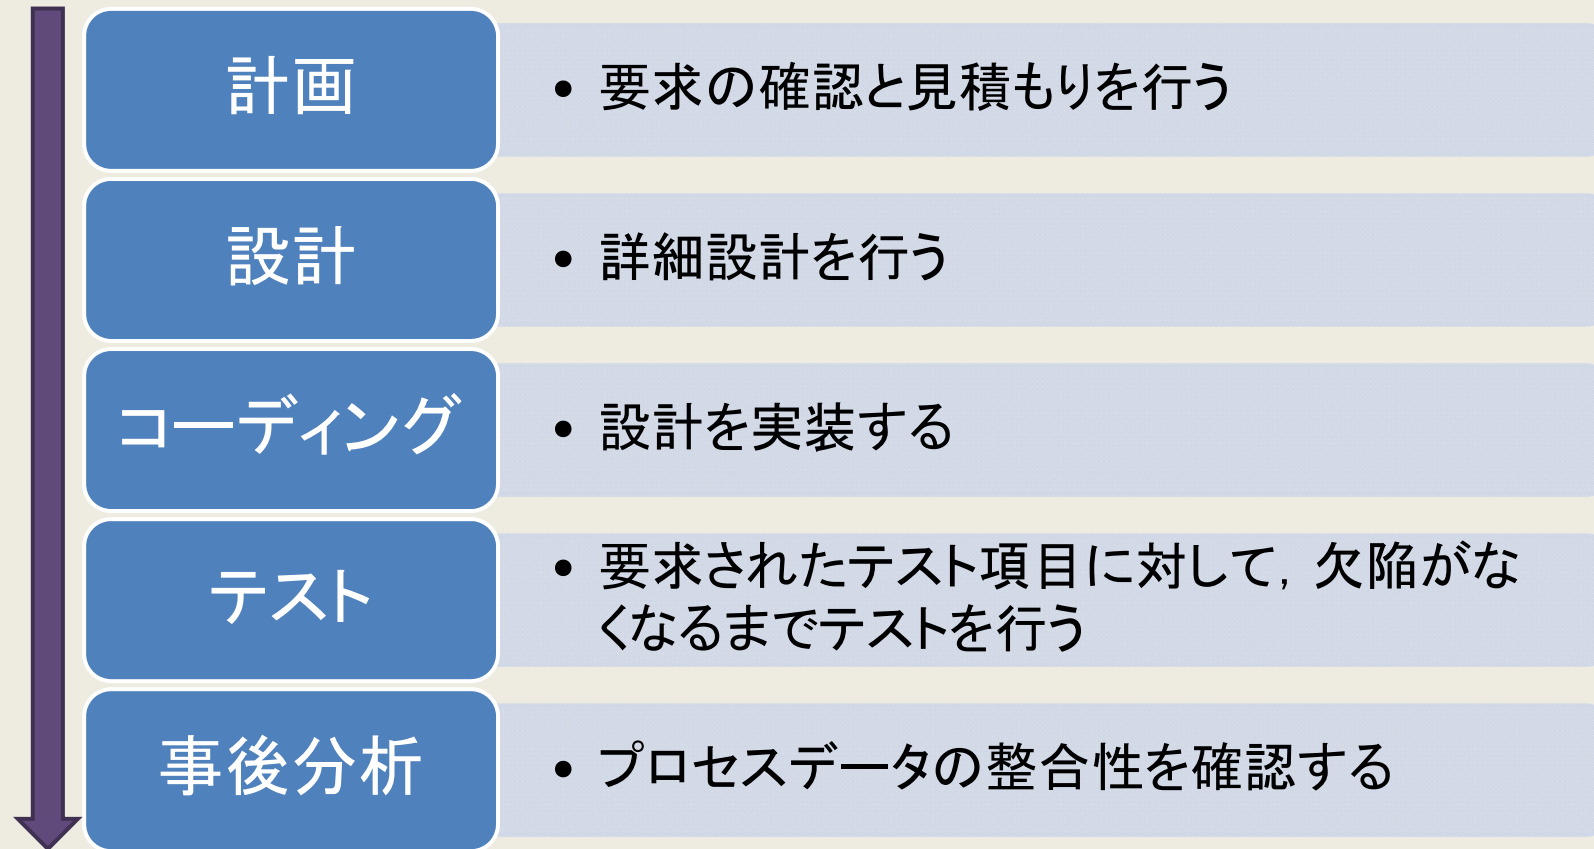 計画
• 要求の確認と見積もりを行う
設計
• 詳細設計を行う
コーディング
• 設計を実装する
テスト
• 要求されたテスト項目に対して，欠陥がな
くなるまでテストを行う
事後分析
• プロセスデータの整合性を確認する